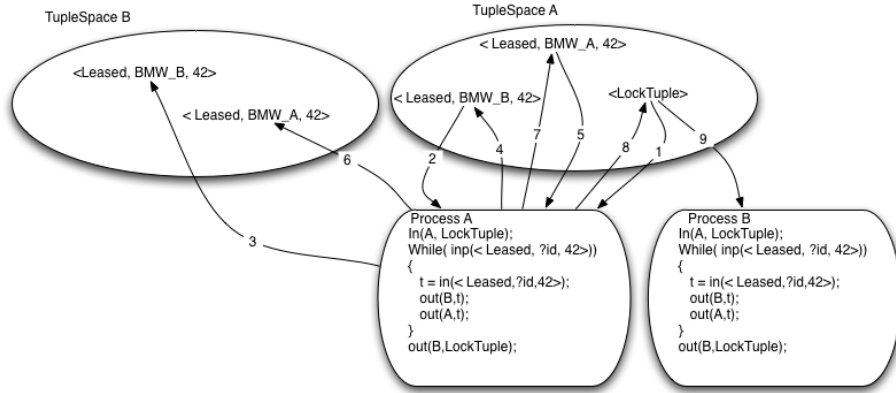 TupleSpace B
TupleSpace A
<Leased, BMW_B, 42>
< Leased, BMW_A, 42>
< Leased, BMW_A, 42>
< Leased, BMW_B, 42>
<LockTuple>
2
4
7
5
8
1
9
6
3
Process A
In(A, LockTuple);
While( inp(< Leased, ?id, 42>))
{
t = in(< Leased,?id,42>);
out(B,t);
out(A,t);
}
out(B,LockTuple);
Process B
In(A, LockTuple);
While( inp(< Leased, ?id, 42>))
{
t = in(< Leased,?id,42>);
out(B,t);
out(A,t);
}
out(B,LockTuple);